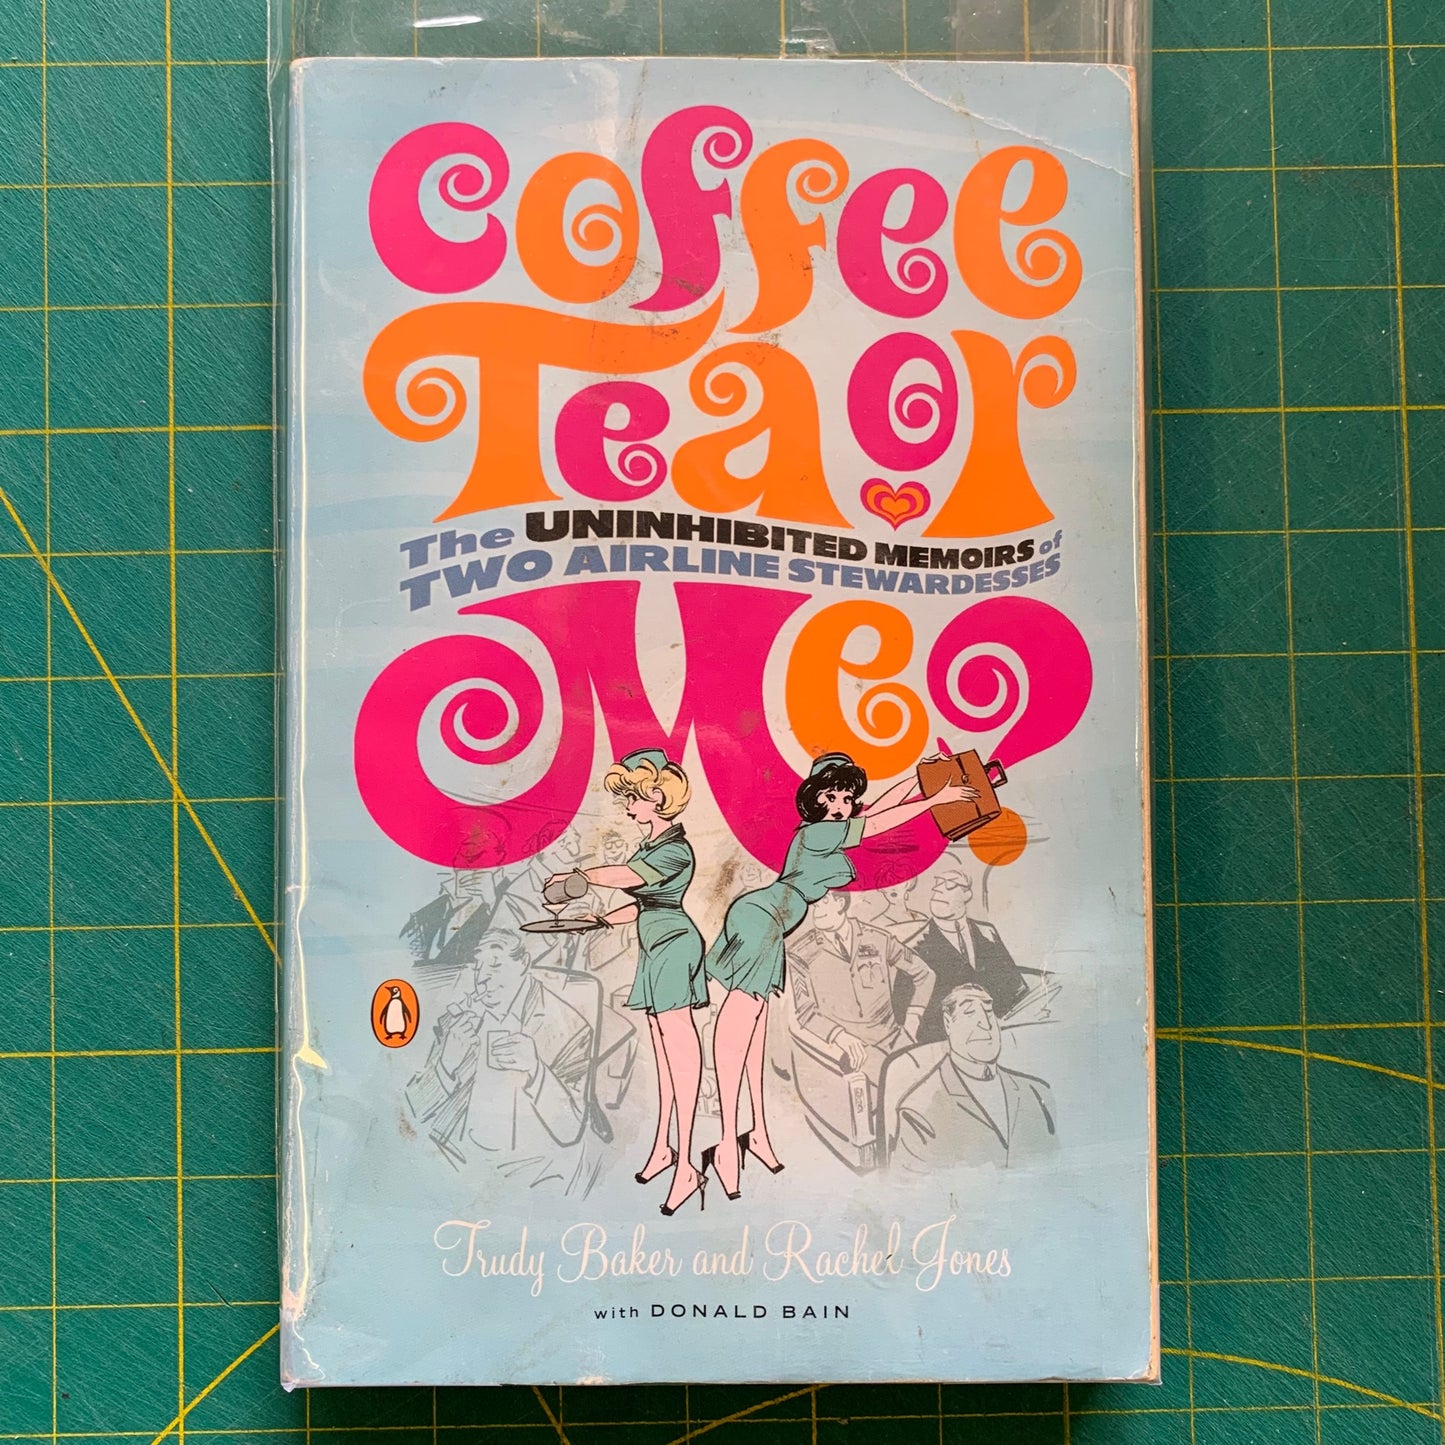 Coffee
Tea or
The UNINHIBITED MEMOIRS of
TWO AIRLINE STEWARDESSES
Me?
Trudy Baker and Rachel Jones
with DONALD BAIN